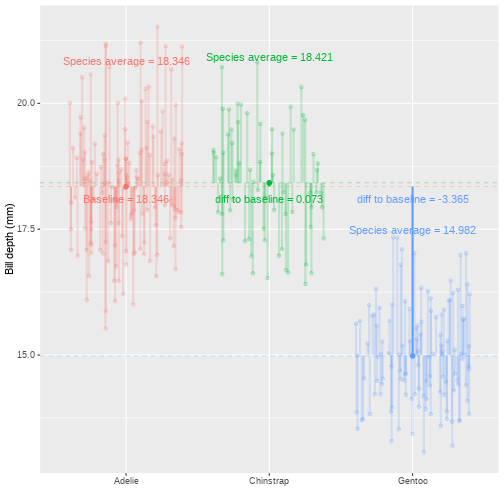 Species average = 18.421
Species average = 18.346
20.0
Baseline = 18.346
diff to baseline = 0.073
diff to baseline = -3.365
17.5
Species average = 14.982
15.0
Bill depth (mm)
Adelie
Chinstrap
Gentoo